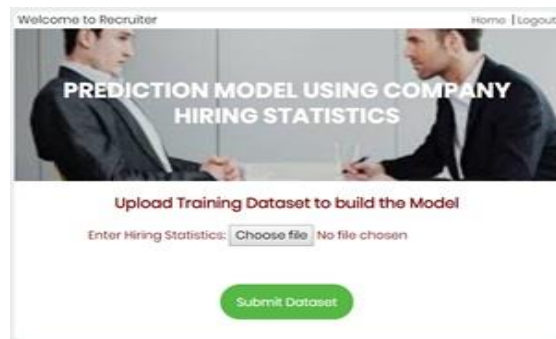 Welcome to Recruiter
Home | Logout
PREDICTION MODEL USING COMPANY
HIRING STATISTICS
Upload Training Dataset to build the Model
Enter Hiring Statistics: Choose file No file chosen
Submit Dataset